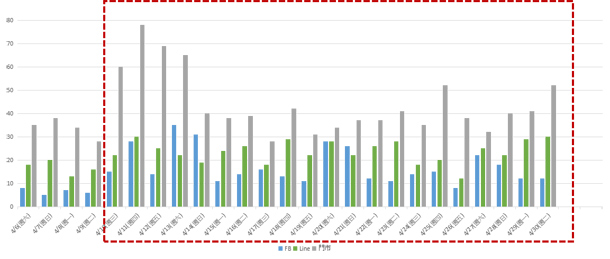 80
70
60
50
40
30
20
10
0
4/6(週六)
4/7(週日)
4/8(週一)
4/9(週二)
4/10(週三)
4/11(週四)
4/12(週五)
4/13(週六)
4/14(週日)
4/15(週一)
4/16(週二)
4/17(週三)
4/18(週四)
4/19(週五)
4/20(週六)
4/21(週日)
4/22(週一)
4/23(週二)
4/24(週三)
4/25(週四)
4/26(週五)
4/27(週六)
4/28(週日)
4/29(週一)
4/30(週二)
FB Line